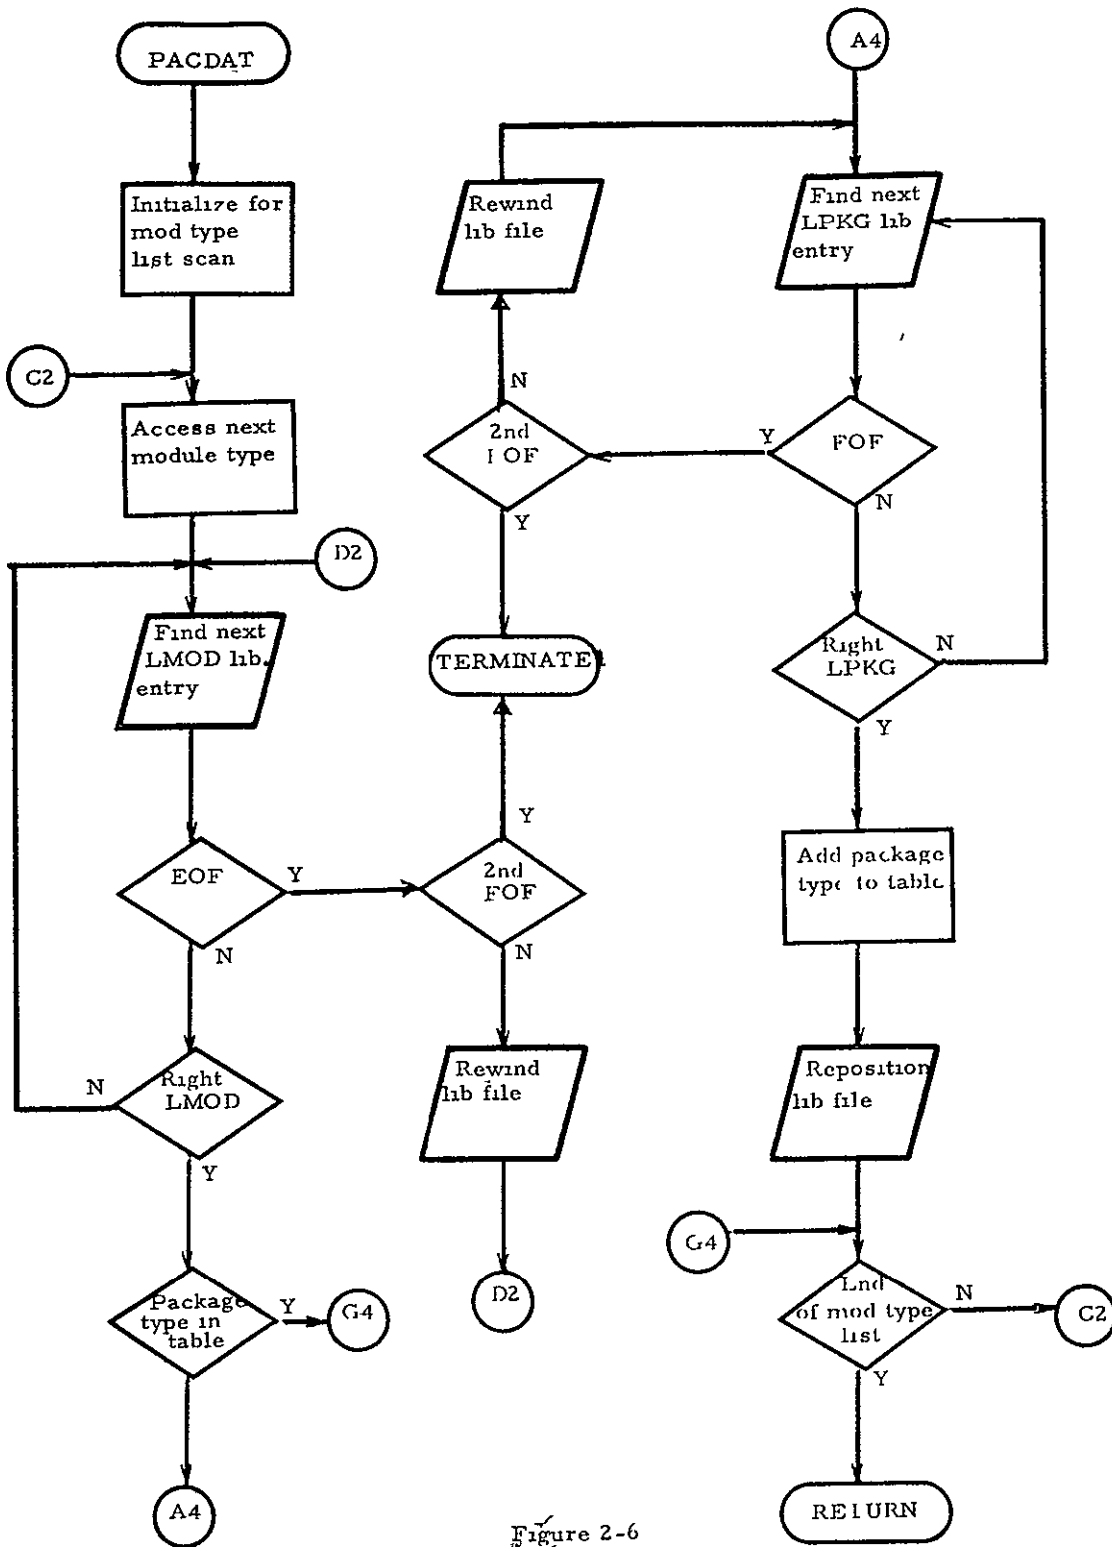 PACDAT
Initialize for
mod type
list scan
C2
Access next
module type
D2
Find next
LMOD lib.
entry
EOF
Y
N
Right
LMOD
N
Y
Package
type in
table
Y
G4
A4
Rewind
lib file
N
2nd
EOF
Y
TERMINATE
Y
2nd
EOF
N
Rewind
lib file
D2
A4
Find next
LPKG lib
entry
Y
EOF
N
Right
LPKG
N
Y
Add package
type to table
Reposition
lib file
G4
End
of mod type
list
N
C2
Y
RETURN
Figure 2-6